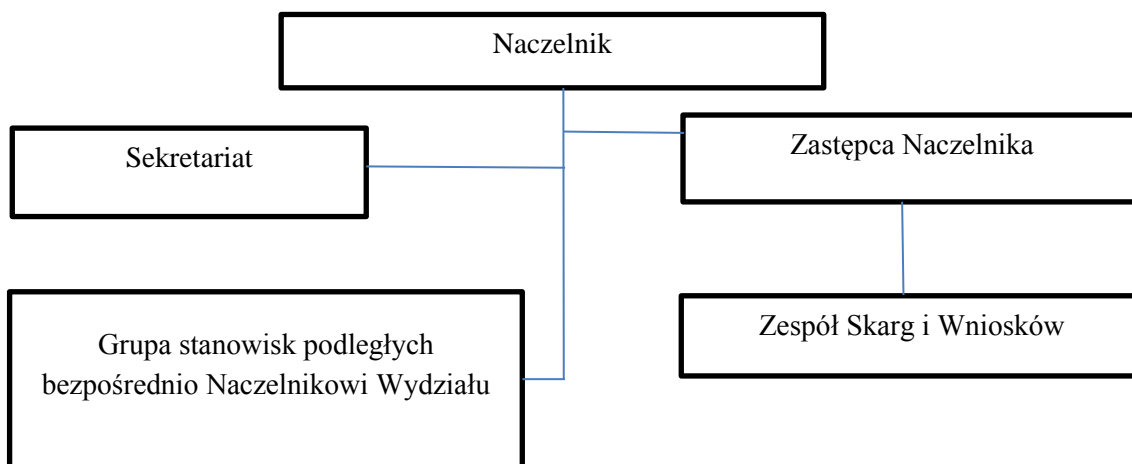 Naczelnik
Sekretariat
Zastępca Naczelnika
Grupa stanowisk podległych
bezpośrednio Naczelnikowi Wydziału
Zespół Skarg i Wniosków